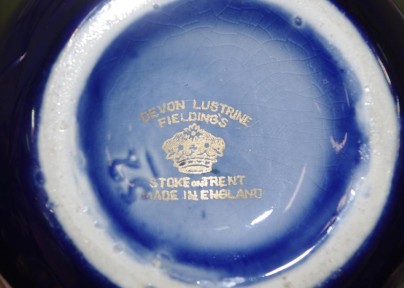 DEVON LUSTRINE
FIELDING'S
STOKE ON TRENT
MADE IN ENGLAND